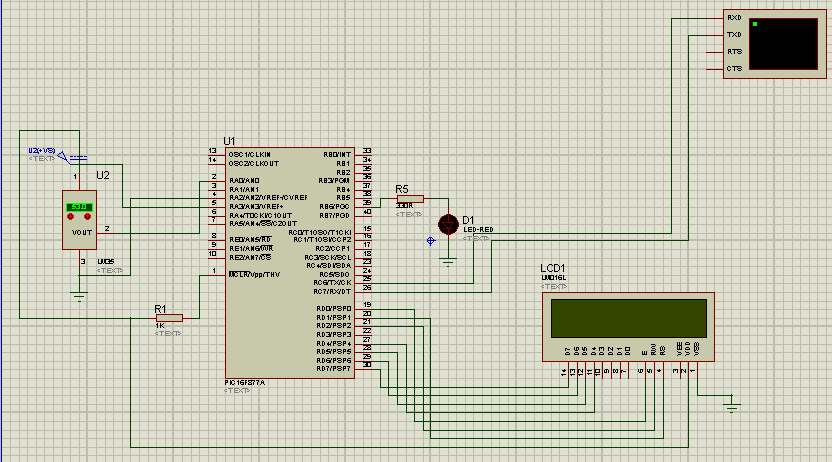 RXD
TXD
RTS
CTS
U1
13
14
OSC1/CLKIN
OSC2/CLKOUT
2
3
4
5
6
7
RA0/AN0
RA1/AN1
RA2/AN2/VREF-/CVREF
RA3/AN3/VREF+
RA4/T0CKI/C1OUT
RA5/AN4/SS/C2OUT
8
9
10
RE0/AN5/RD
RE1/AN6/WR
RE2/AN7/CS
1
MCLR/Vpp/THV
RB0/INT
RB1
RB2
RB3/PGM
RB4
RB5
RB6/PGC
RB7/PGD
33
34
35
36
37
38
39
40
RC0/T1OSO/T1CKI
RC1/T1OSI/CCP2
RC2/CCP1
RC3/SCK/SCL
RC4/SDI/SDA
RC5/SDO
RC6/TX/CK
RC7/RX/DT
15
16
17
18
23
24
25
26
RD0/PSP0
RD1/PSP1
RD2/PSP2
RD3/PSP3
RD4/PSP4
RD5/PSP5
RD6/PSP6
RD7/PSP7
19
20
21
22
27
28
29
30
PIC16F877A
<TEXT>
U2(+VS)
<TEXT>
1
U2
53.0
VOUT
2
3
LM35
<TEXT>
R1
1K
<TEXT>
R5
330R
<TEXT>
D1
LED-RED
<TEXT>
LCD1
LM016L
<TEXT>
D7
D6
D5
D4
D3
D2
D1
D0
E
RW
RS
VEE
VDD
VSS
14
13
12
11
10
9
8
7
6
5
4
3
2
1